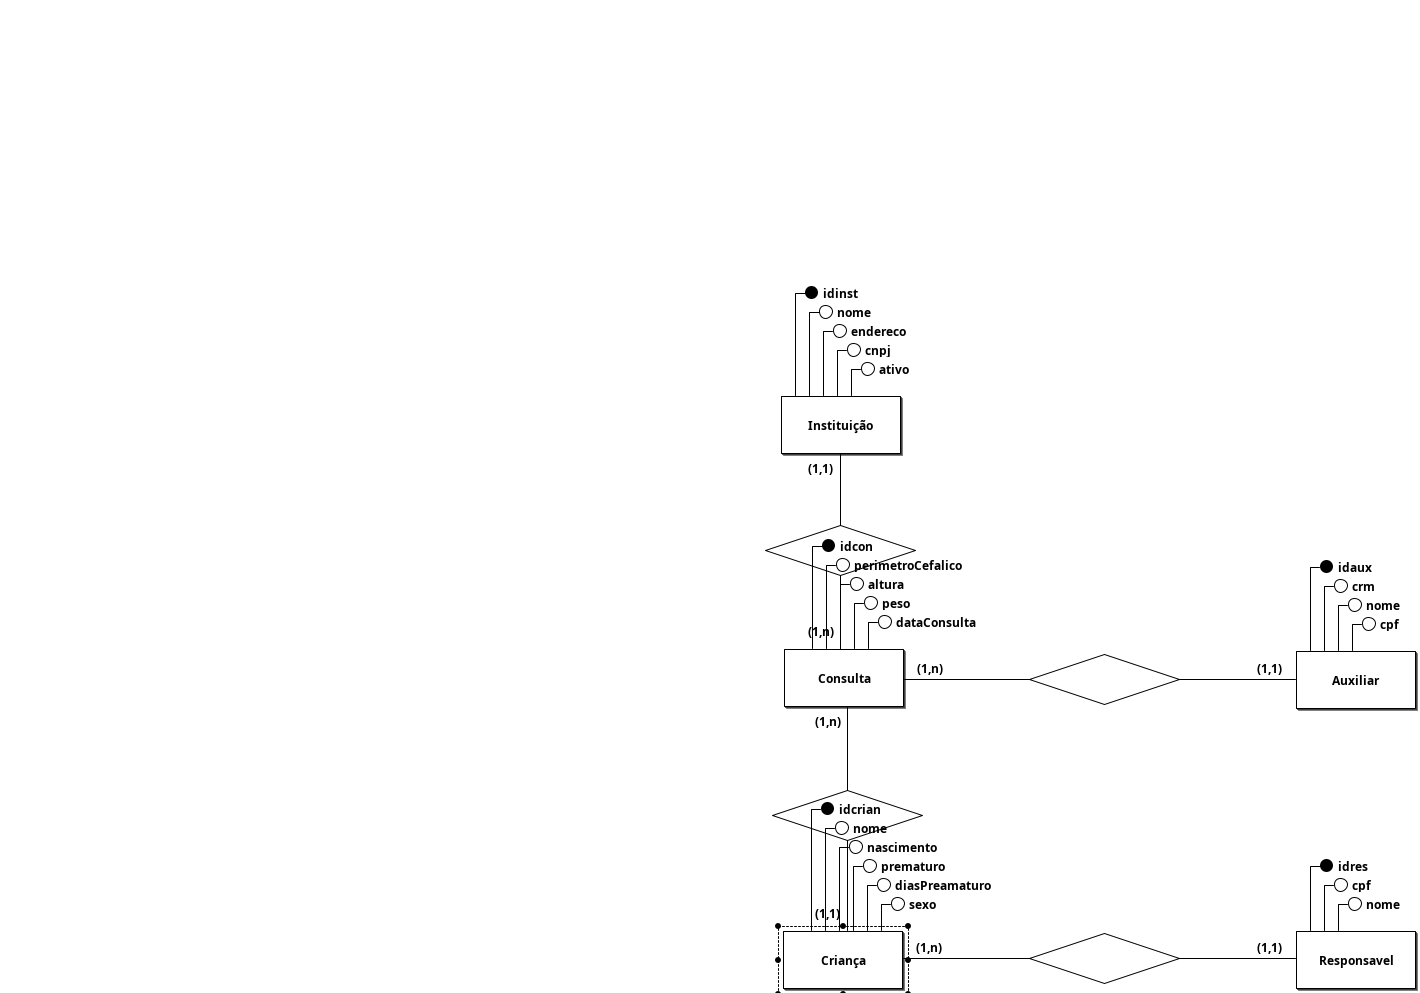 idinst
nome
endereco
cnpj
ativo
Instituição
(1,1)
idcon
perimetroCefalico
altura
peso
dataConsulta
(1,n)
Consulta
(1,n)
(1,1)
idaux
crm
nome
cpf
Auxiliar
(1,n)
idcrian
nome
nascimento
prematuro
diasPreamaturo
sexo
(1,1)
Criança
(1,n)
(1,1)
idres
cpf
nome
Responsavel